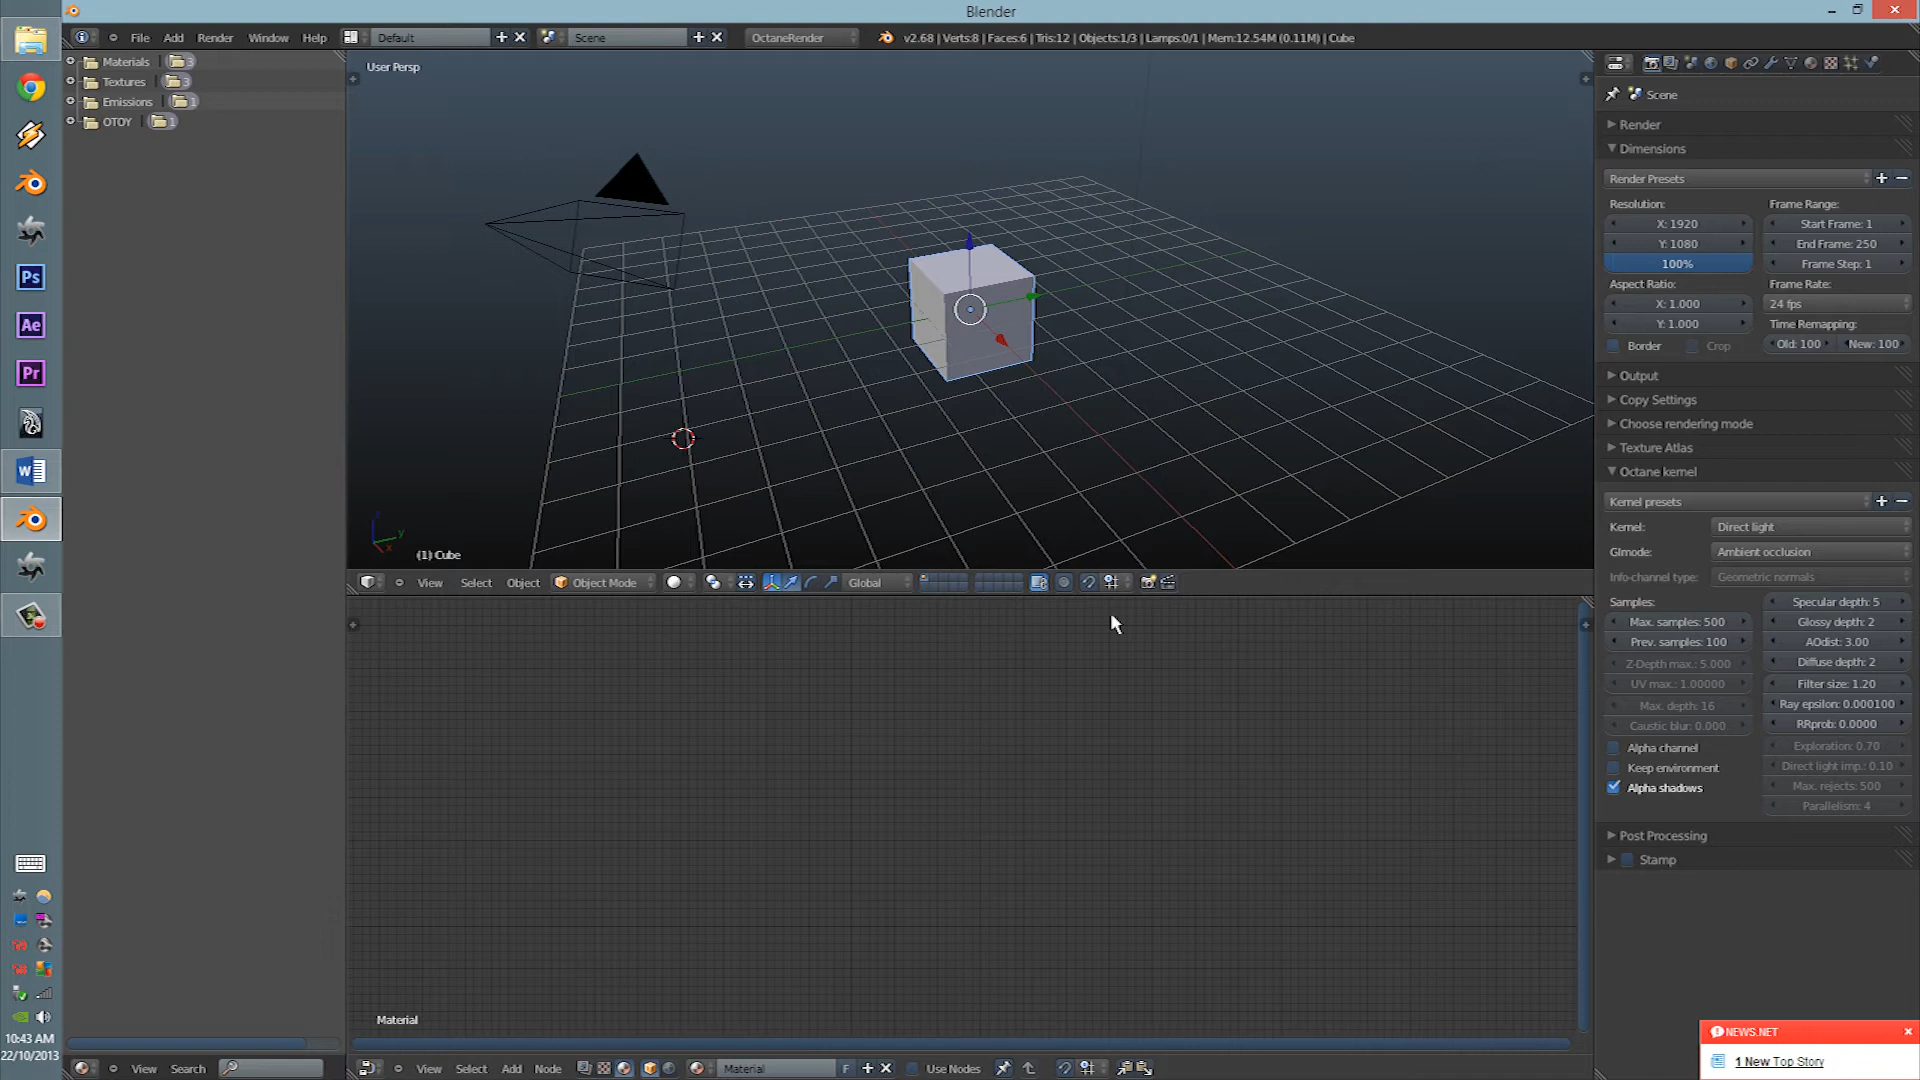 Blender
File Add Render Window Help Default Scene OctaneRender v2.68 | Verts:8 | Faces:6 | Tris:12 | Objects:1/3 | Lamps:0/1 | Mem:12.54M (0.11M) | Cube
Materials 3
Textures 3
Emissions 1
OTOY 1
User Persp
(1) Cube
View Select Object Object Mode Global
Material
View Search
View Select Add Node Material F Use Nodes
Scene
Render
Dimensions
Render Presets
Resolution: Frame Range:
X: 1920 Start Frame: 1
Y: 1080 End Frame: 250
100% Frame Step: 1
Aspect Ratio: Frame Rate:
X: 1.000 24 fps
Y: 1.000 Time Remapping:
Border Crop Old: 100 New: 100
Output
Copy Settings
Choose rendering mode
Texture Atlas
Octane kernel
Kernel presets
Kernel: Direct light
GImode: Ambient occlusion
Info-channel type: Geometric normals
Samples: Specular depth: 5
Max. samples: 500 Glossy depth: 2
Prev. samples: 100 AOdist: 3.00
Z-Depth max.: 5.000 Diffuse depth: 2
UV max.: 1.00000 Filter size: 1.20
Max. depth: 16 Ray epsilon: 0.000100
Caustic blur: 0.000 RRprob: 0.0000
Alpha channel Exploration: 0.70
Keep environment Direct light imp.: 0.10
Alpha shadows Max. rejects: 500
Parallelism: 4
Post Processing
Stamp
Ps
Ae
Pr
W
10:43 AM
22/10/2013
NEWS.NET
1 New Top Story
z
y
x